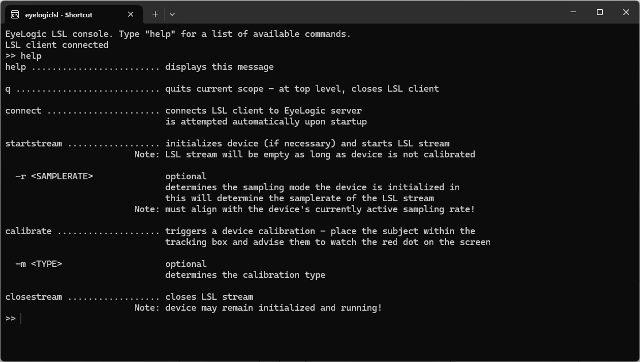 eyelogiclsl - Shortcut
EyeLogic LSL console. Type "help" for a list of available commands.
LSL client connected
>> help
help ......................... displays this message
q ............................ quits current scope - at top level, closes LSL client
connect ...................... connects LSL client to EyeLogic server
is attempted automatically upon startup
startstream .................. initializes device (if necessary) and starts LSL stream
Note: LSL stream will be empty as long as device is not calibrated
-r <SAMPLERATE> optional
determines the sampling mode the device is initialized in
this will determine the samplerate of the LSL stream
Note: must align with the device's currently active sampling rate!
calibrate .................... triggers a device calibration - place the subject within the
tracking box and advise them to watch the red dot on the screen
-m <TYPE> optional
determines the calibration type
closestream .................. closes LSL stream
Note: device may remain initialized and running!
>>